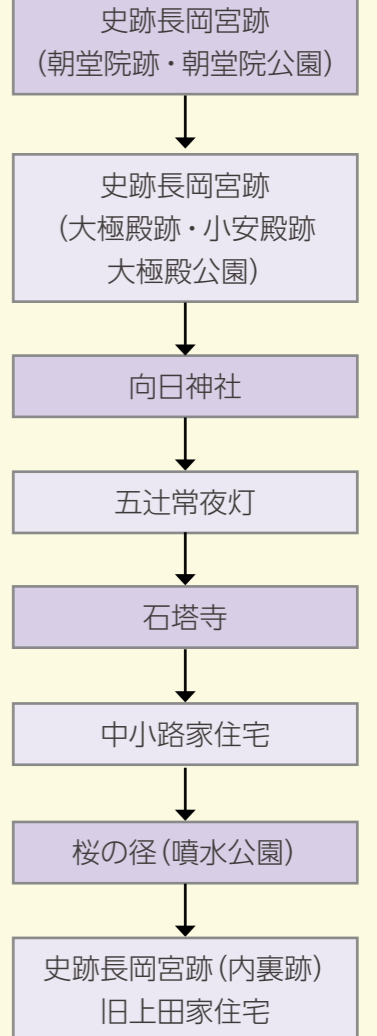 史跡長岡宮跡
(朝堂院跡・朝堂院公園)
史跡長岡宮跡
(大極殿跡・小安殿跡
大極殿公園)
向日神社
五辻常夜灯
石塔寺
中小路家住宅
桜の径(噴水公園)
史跡長岡宮跡(内裏跡)
旧上田家住宅